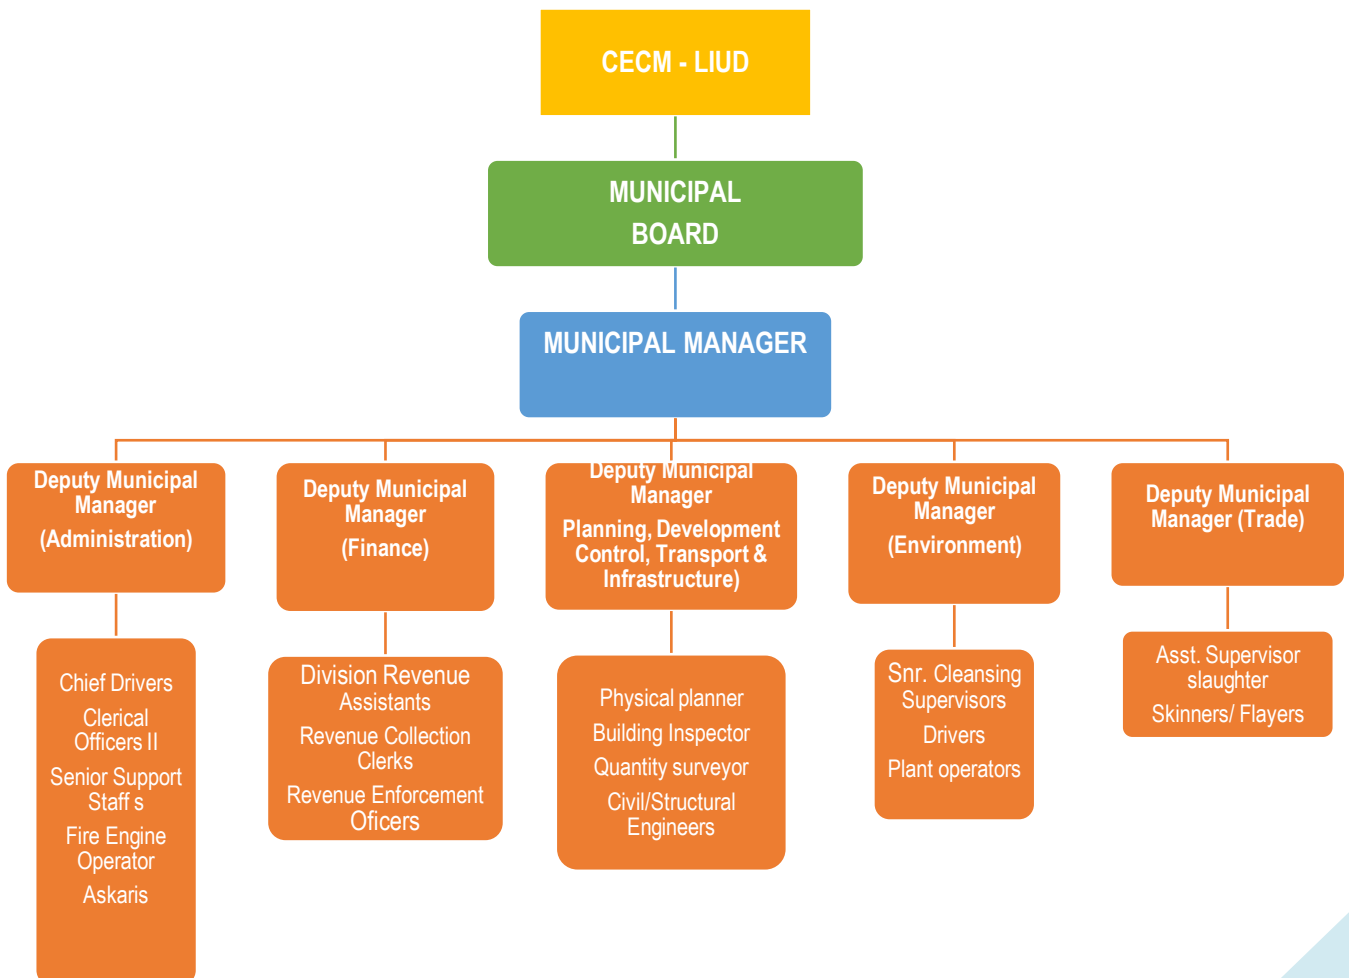 CECM - LIUD
MUNICIPAL
BOARD
MUNICIPAL MANAGER
Deputy Municipal
Manager
(Administration)
Deputy Municipal
Manager
(Finance)
Deputy Municipal
Manager
Planning, Development
Control, Transport &
Infrastructure)
Deputy Municipal
Manager
(Environment)
Deputy Municipal
Manager (Trade)
Chief Drivers
Clerical
Officers II
Senior Support
Staff s
Fire Engine
Operator
Askaris
Division Revenue
Assistants
Revenue Collection
Clerks
Revenue Enforcement
Oficers
Physical planner
Building Inspector
Quantity surveyor
Civil/Structural
Engineers
Snr. Cleansing
Supervisors
Drivers
Plant operators
Asst. Supervisor
slaughter
Skinners/ Flayers